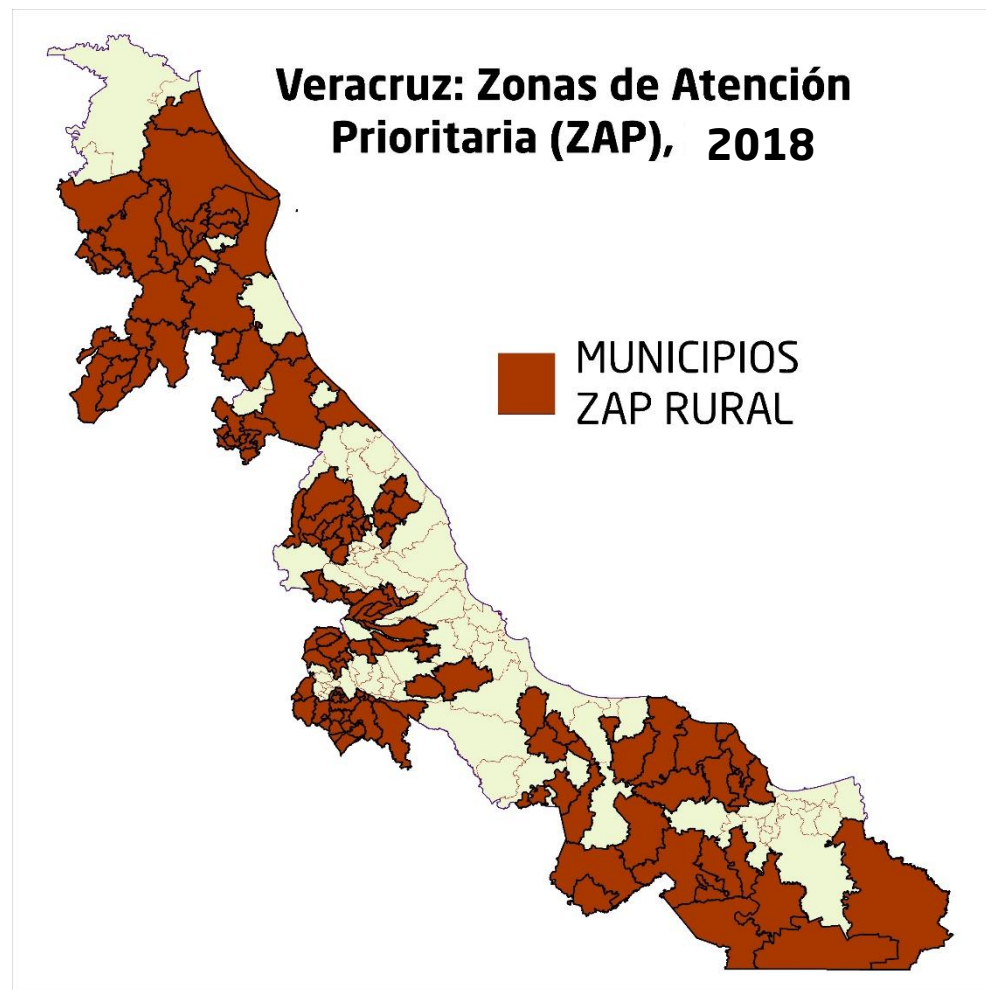 Veracruz: Zonas de Atención
Prioritaria (ZAP), 2018
MUNICIPIOS
ZAP RURAL